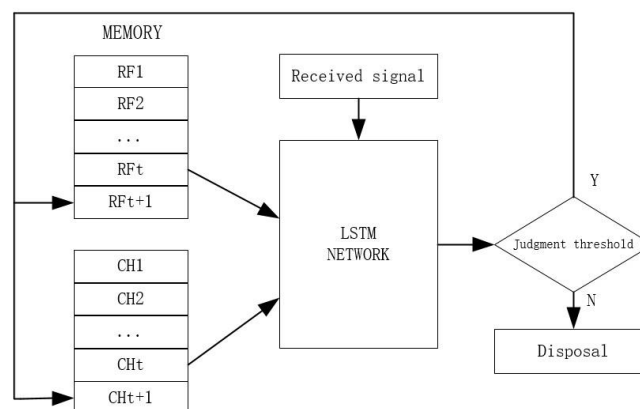 MEMORY
RF1
RF2
...
RFt
RFt+1
CH1
CH2
...
CHt
CHt+1
Received signal
LSTM
NETWORK
Judgment threshold
Y
N
Disposal